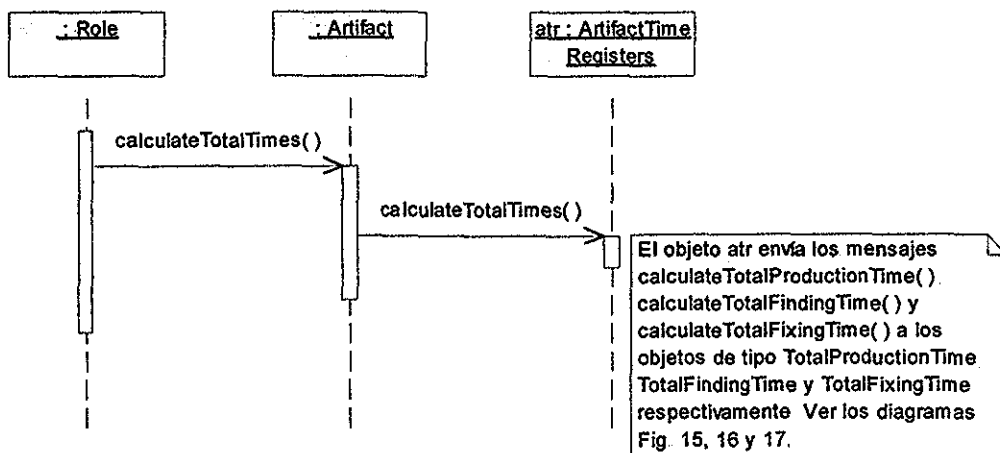 : Role
: Artifact
atr : ArtifactTime
Registers
calculateTotalTimes( )
calculateTotalTimes( )
El objeto atr envía los mensajes
calculateTotalProductionTime( )
calculateTotalFindingTime( ) y
calculateTotalFixingTime( ) a los
objetos de tipo TotalProductionTime
TotalFindingTime y TotalFixingTime
respectivamente Ver los diagramas
Fig. 15, 16 y 17.